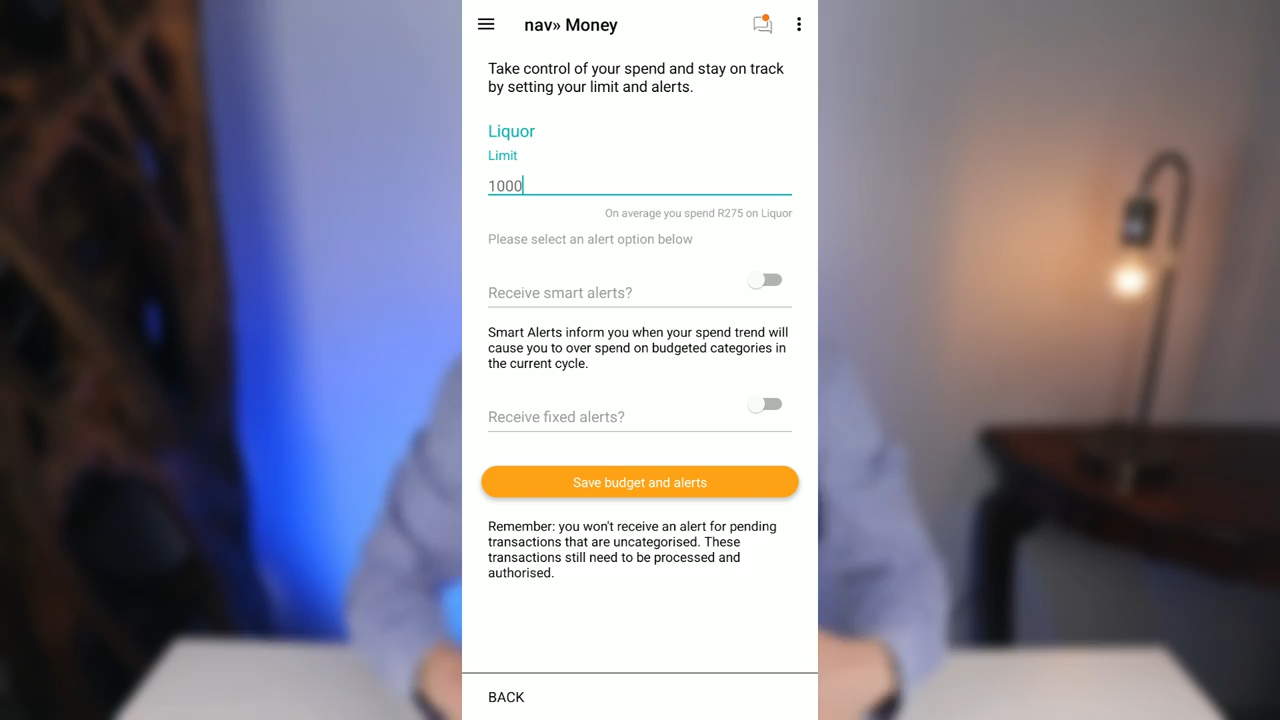 nav» Money
Take control of your spend and stay on track
by setting your limit and alerts.
Liquor
Limit
1000
On average you spend R275 on Liquor
Please select an alert option below
Receive smart alerts?
Smart Alerts inform you when your spend trend will
cause you to over spend on budgeted categories in
the current cycle.
Receive fixed alerts?
Save budget and alerts
Remember: you won't receive an alert for pending
transactions that are uncategorised. These
transactions still need to be processed and
authorised.
BACK